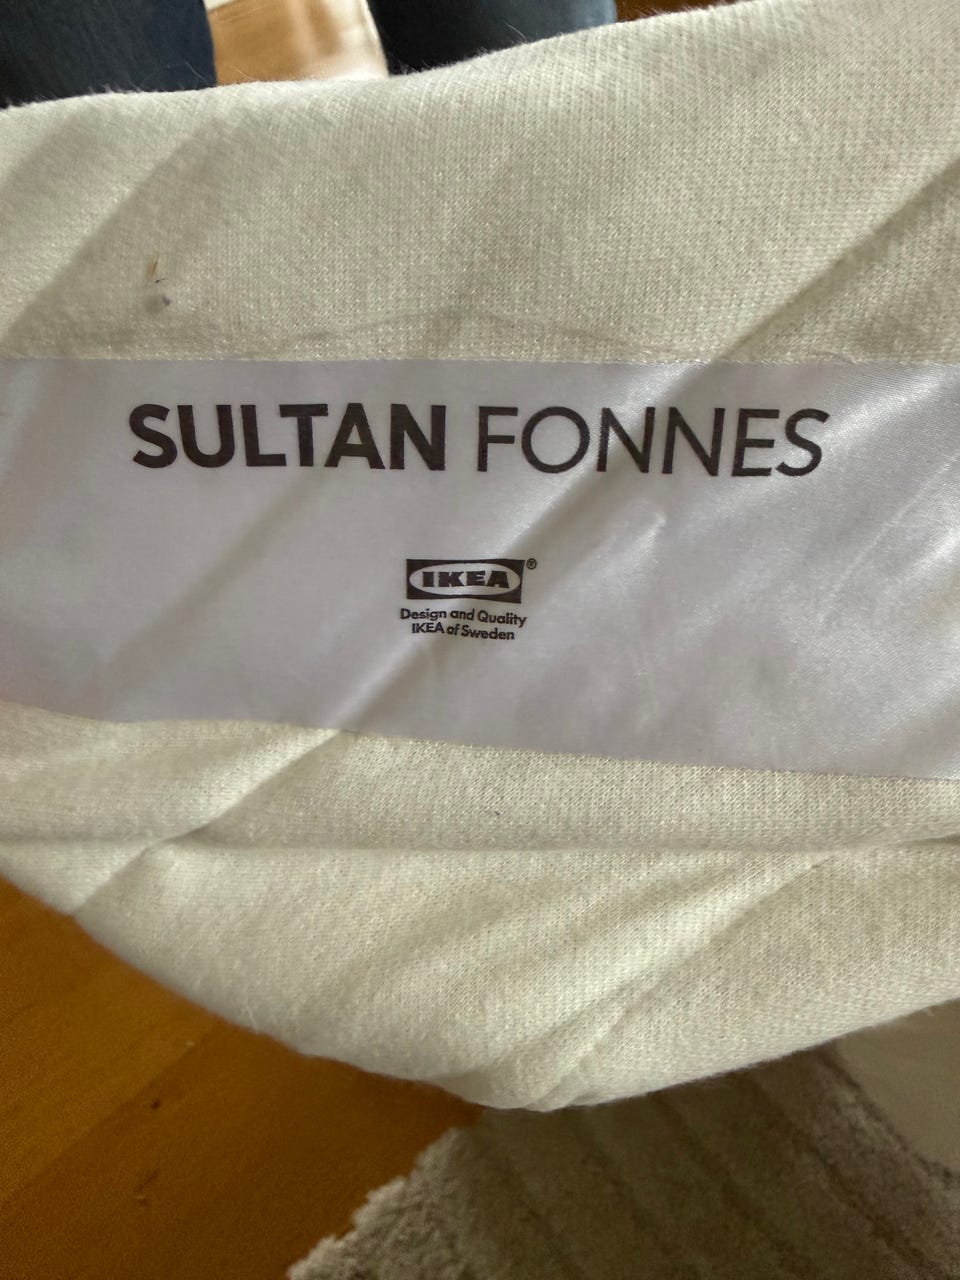 SULTAN FONNES
IKEA®
Design and Quality
IKEA of Sweden